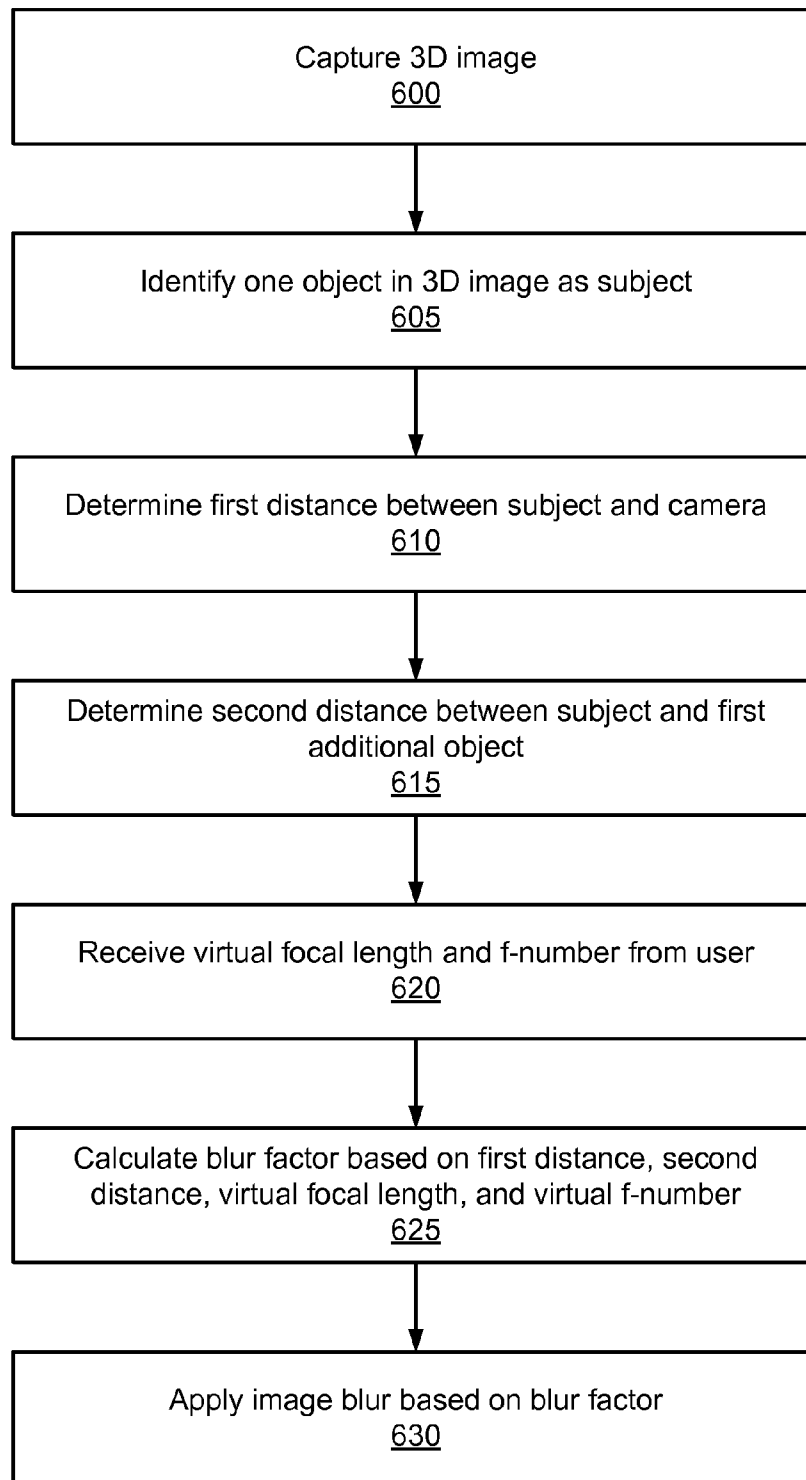 Capture 3D image
600
Identify one object in 3D image as subject
605
Determine first distance between subject and camera
610
Determine second distance between subject and first
additional object
615
Receive virtual focal length and f-number from user
620
Calculate blur factor based on first distance, second
distance, virtual focal length, and virtual f-number
625
Apply image blur based on blur factor
630